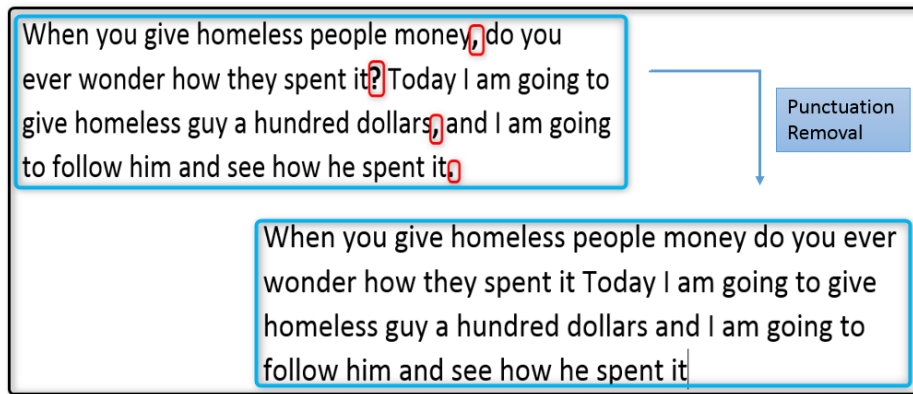 When you give homeless people money, do you
ever wonder how they spent it? Today I am going to
give homeless guy a hundred dollars, and I am going
to follow him and see how he spent it.
Punctuation
Removal
When you give homeless people money do you ever
wonder how they spent it Today I am going to give
homeless guy a hundred dollars and I am going to
follow him and see how he spent it